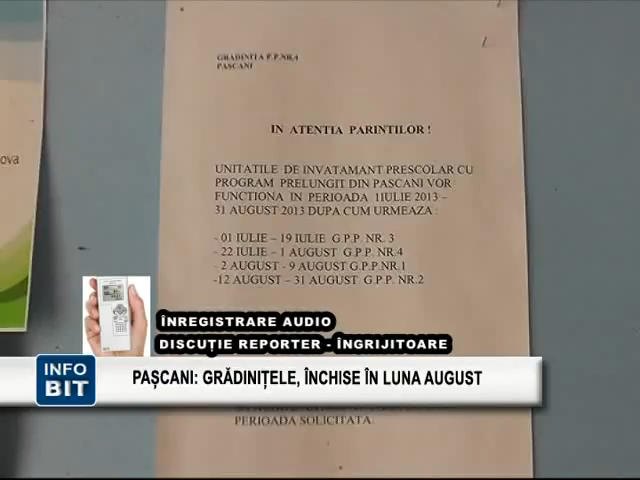 GRADINITA P.P.NR.4
PASCANI
IN ATENTIA PARINTILOR !
UNITATILE DE INVATAMANT PRESCOLAR CU
PROGRAM PRELUNGIT DIN PASCANI VOR
FUNCTIONA IN PERIOADA 1IULIE 2013 –
31 AUGUST 2013 DUPA CUM URMEAZA :
- 01 IULIE – 19 IULIE G.P.P. NR. 3
- 22 IULIE – 1 AUGUST G.P.P. NR.4
- 2 AUGUST - 9 AUGUST G.P.P.NR.1
-12 AUGUST – 31 AUGUST G.P.P. NR.2
ova
ÎNREGISTRARE AUDIO
DISCUȚIE REPORTER - ÎNGRIJITOARE
INFO
BIT
PAȘCANI: GRĂDINIȚELE, ÎNCHISE ÎN LUNA AUGUST
PERIOADA SOLICITATA.